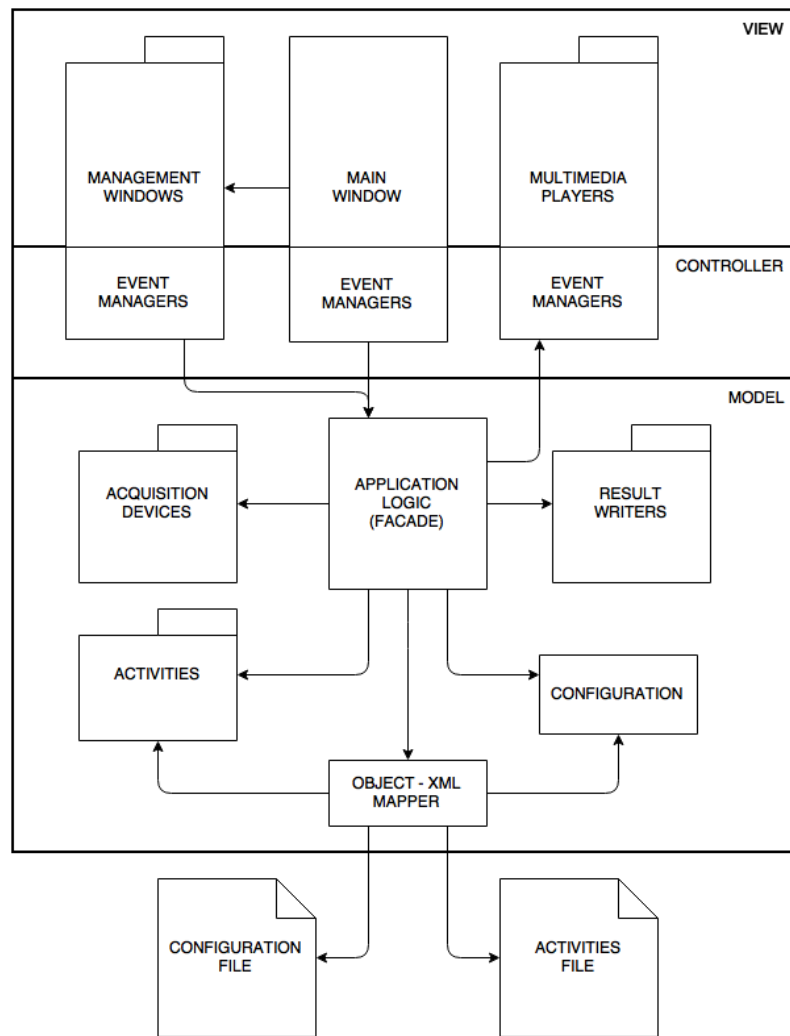 VIEW
MANAGEMENT
WINDOWS
MAIN
WINDOW
MULTIMEDIA
PLAYERS
CONTROLLER
EVENT
MANAGERS
EVENT
MANAGERS
EVENT
MANAGERS
MODEL
ACQUISITION
DEVICES
APPLICATION
LOGIC
(FACADE)
RESULT
WRITERS
ACTIVITIES
CONFIGURATION
OBJECT - XML
MAPPER
CONFIGURATION
FILE
ACTIVITIES
FILE